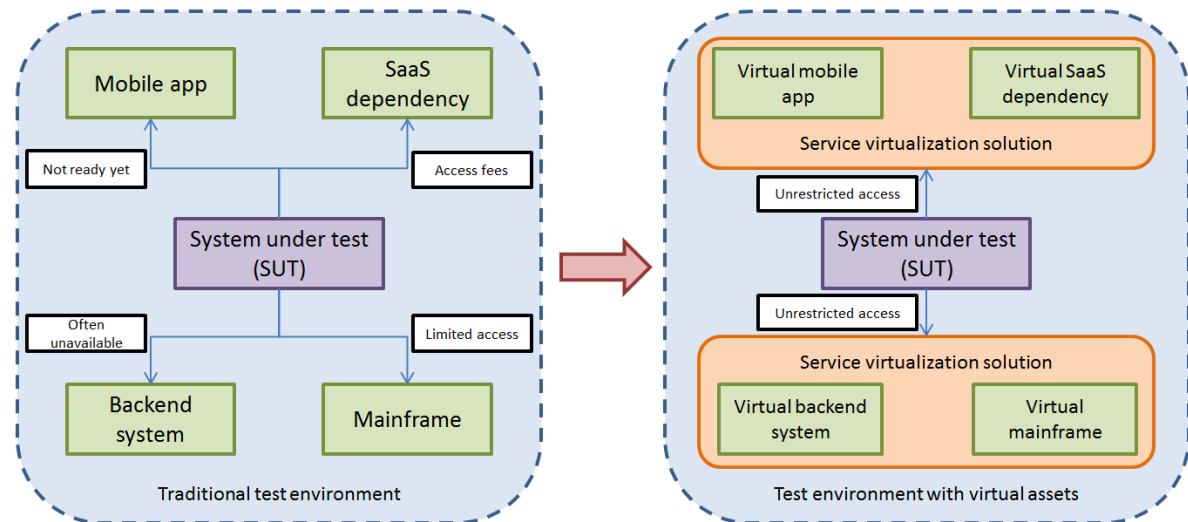 Mobile app
SaaS
dependency
Not ready yet
Access fees
System under test
(SUT)
Often
unavailable
Limited access
Backend
system
Mainframe
Traditional test environment
Virtual mobile
app
Virtual SaaS
dependency
Service virtualization solution
Unrestricted access
System under test
(SUT)
Unrestricted access
Service virtualization solution
Virtual backend
system
Virtual
mainframe
Test environment with virtual assets